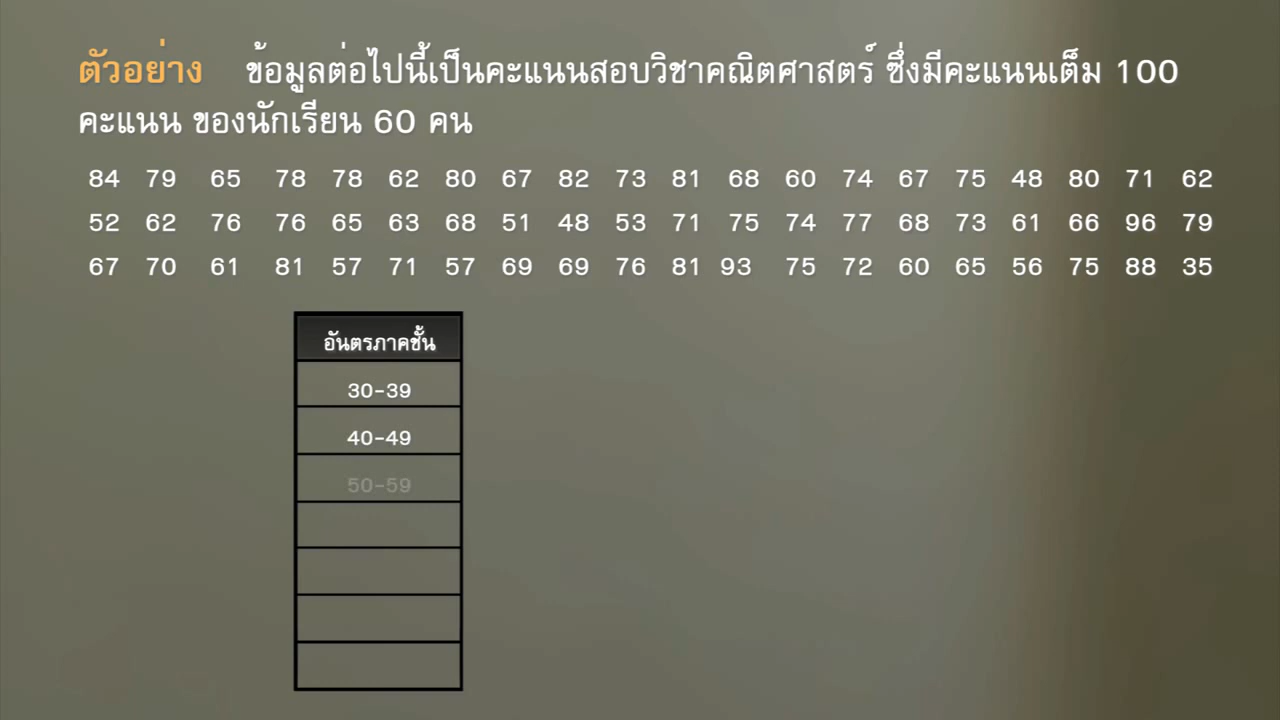 ตัวอย่าง ข้อมูลต่อไปนี้เป็นคะแนนสอบวิชาคณิตศาสตร์ ซึ่งมีคะแนนเต็ม 100
คะแนน ของนักเรียน 60 คน
84 79 65 78 78 62 80 67 82 73 81 68 60 74 67 75 48 80 71 62
52 62 76 76 65 63 68 51 48 53 71 75 74 77 68 73 61 66 96 79
67 70 61 81 57 71 57 69 69 76 81 93 75 72 60 65 56 75 88 35
อันตรภาคชั้น
30-39
40-49
50-59